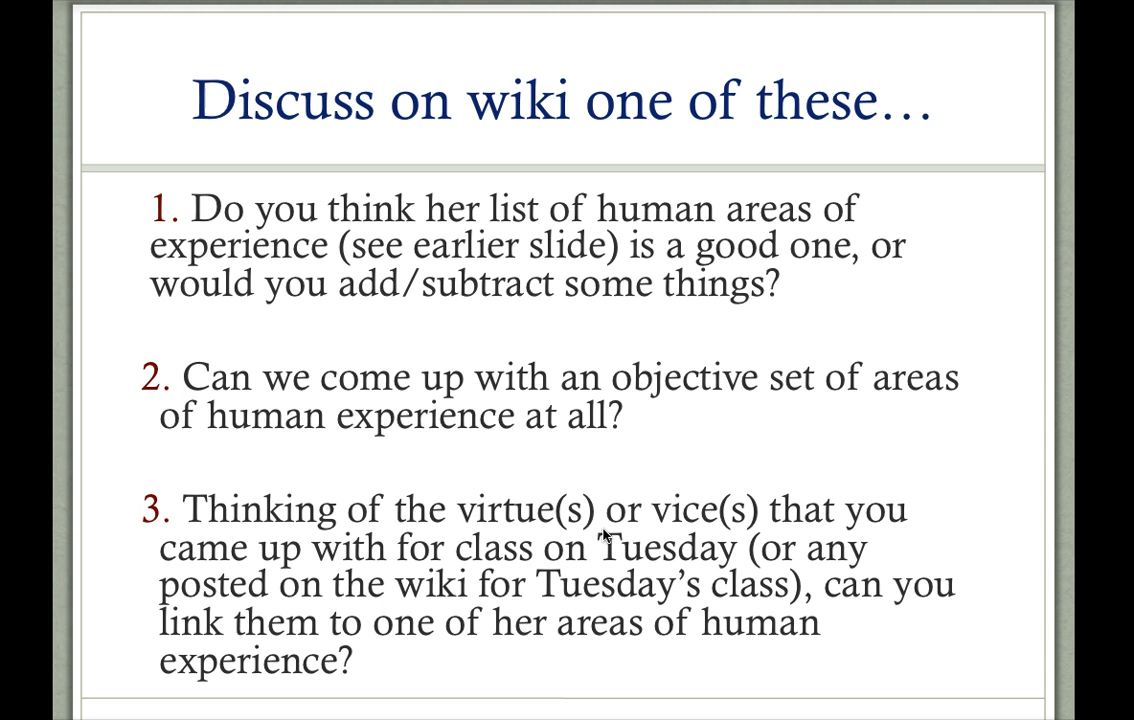 Discuss on wiki one of these…
1. Do you think her list of human areas of
experience (see earlier slide) is a good one, or
would you add/subtract some things?
2. Can we come up with an objective set of areas
of human experience at all?
3. Thinking of the virtue(s) or vice(s) that you
came up with for class on Tuesday (or any
posted on the wiki for Tuesday’s class), can you
link them to one of her areas of human
experience?